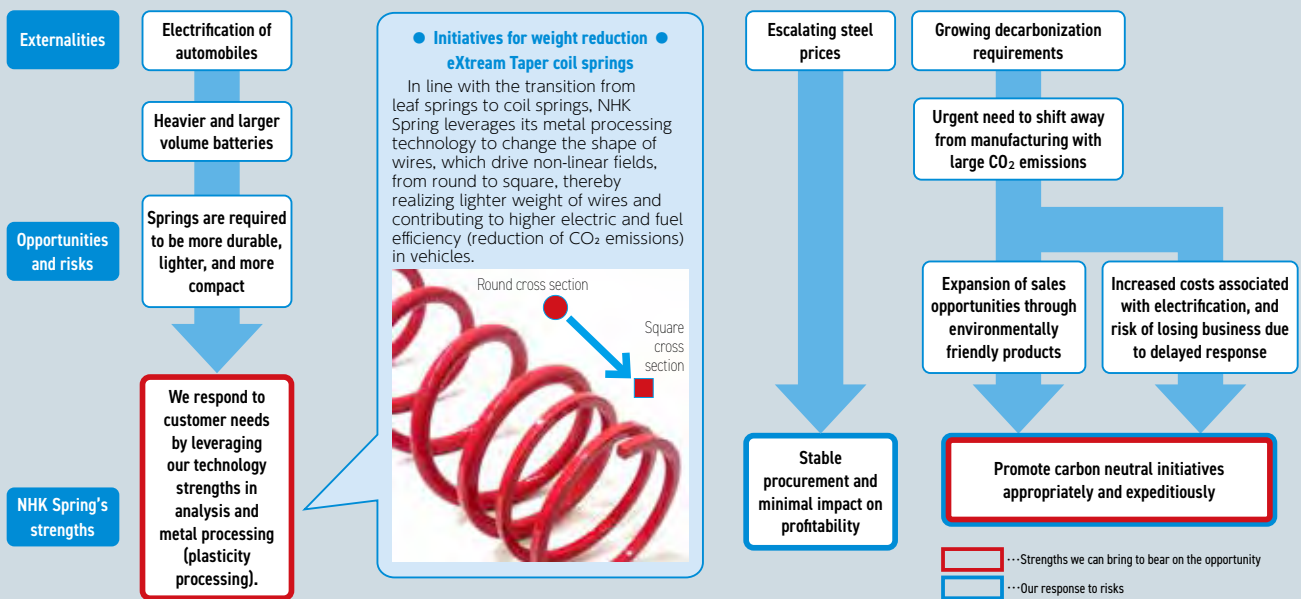 Externalities
Electrification of
automobiles
Heavier and larger
volume batteries
Opportunities
and risks
Springs are required
to be more durable,
lighter, and more
compact
NHK Spring's
strengths
We respond to
customer needs
by leveraging
our technology
strengths in
analysis and
metal processing
(plasticity
processing).
● Initiatives for weight reduction ●
eXtream Taper coil springs
In line with the transition from
leaf springs to coil springs, NHK
Spring leverages its metal processing
technology to change the shape of
wires, which drive non-linear fields,
from round to square, thereby
realizing lighter weight of wires and
contributing to higher electric and fuel
efficiency (reduction of CO₂ emissions)
in vehicles.
Round cross section
Square
cross
section
Escalating steel
prices
Stable
procurement and
minimal impact on
profitability
Growing decarbonization
requirements
Urgent need to shift away
from manufacturing with
large CO₂ emissions
Expansion of sales
opportunities through
environmentally
friendly products
Increased costs associated
with electrification, and
risk of losing business due
to delayed response
Promote carbon neutral initiatives
appropriately and expeditiously
···Strengths we can bring to bear on the opportunity
···Our response to risks